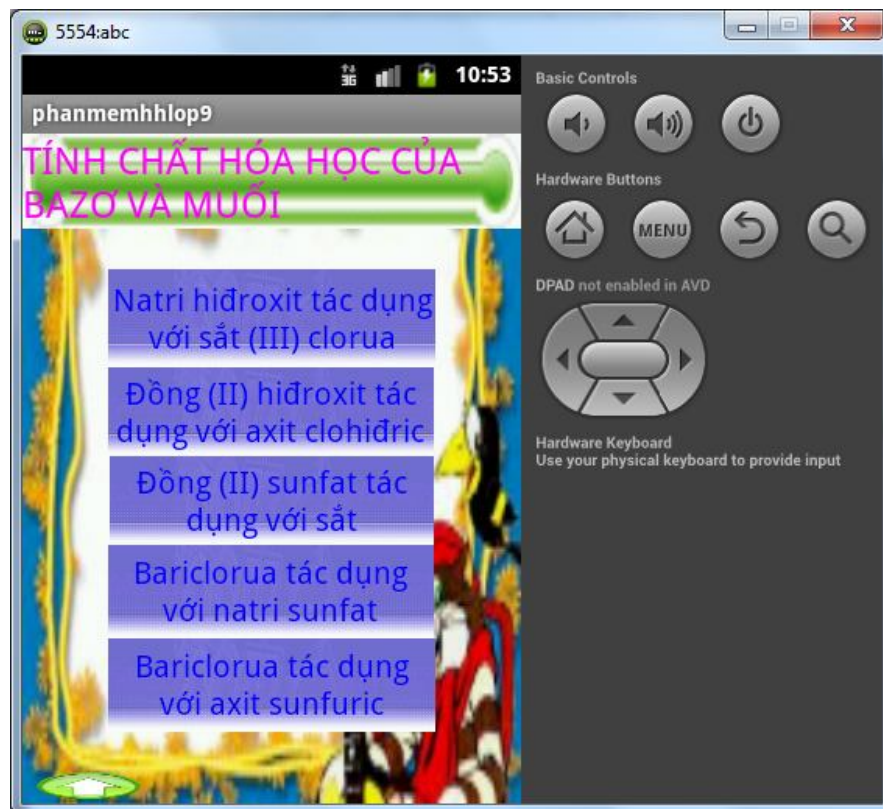 5554:abc
3G 10:53
phanmemhhlop9
TÍNH CHẤT HÓA HỌC CỦA
BAZƠ VÀ MUỐI
Natri hiđroxit tác dụng
với sắt (III) clorua
Đồng (II) hiđroxit tác
dụng với axit clohiđric
Đồng (II) sunfat tác
dụng với sắt
Bariclorua tác dụng
với natri sunfat
Bariclorua tác dụng
với axit sunfuric
Basic Controls
Hardware Buttons
MENU
DPAD not enabled in AVD
Hardware Keyboard
Use your physical keyboard to provide input